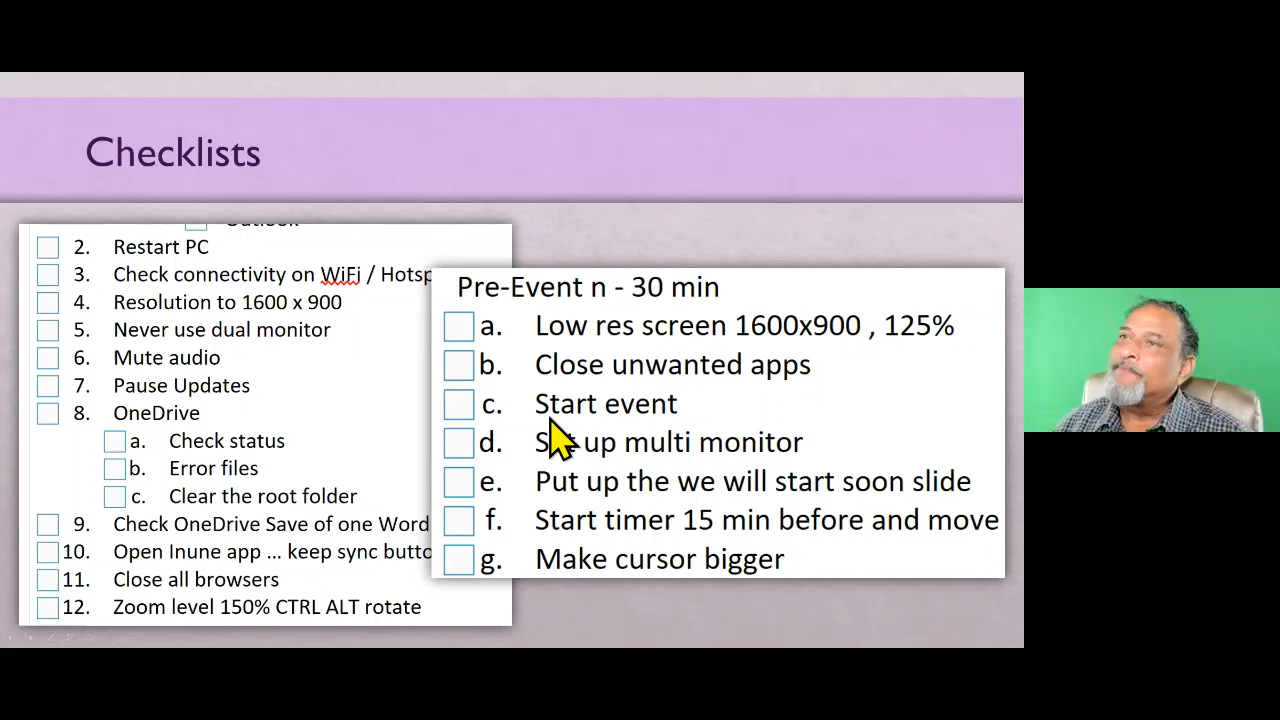 Checklists
Outlook
2. Restart PC
3. Check connectivity on WiFi / Hotsp
4. Resolution to 1600 x 900
5. Never use dual monitor
6. Mute audio
7. Pause Updates
8. OneDrive
a. Check status
b. Error files
c. Clear the root folder
9. Check OneDrive Save of one Word
10. Open Inune app ... keep sync butto
11. Close all browsers
12. Zoom level 150% CTRL ALT rotate
Pre-Event n - 30 min
a. Low res screen 1600x900 , 125%
b. Close unwanted apps
c. Start event
d. Set up multi monitor
e. Put up the we will start soon slide
f. Start timer 15 min before and move
g. Make cursor bigger